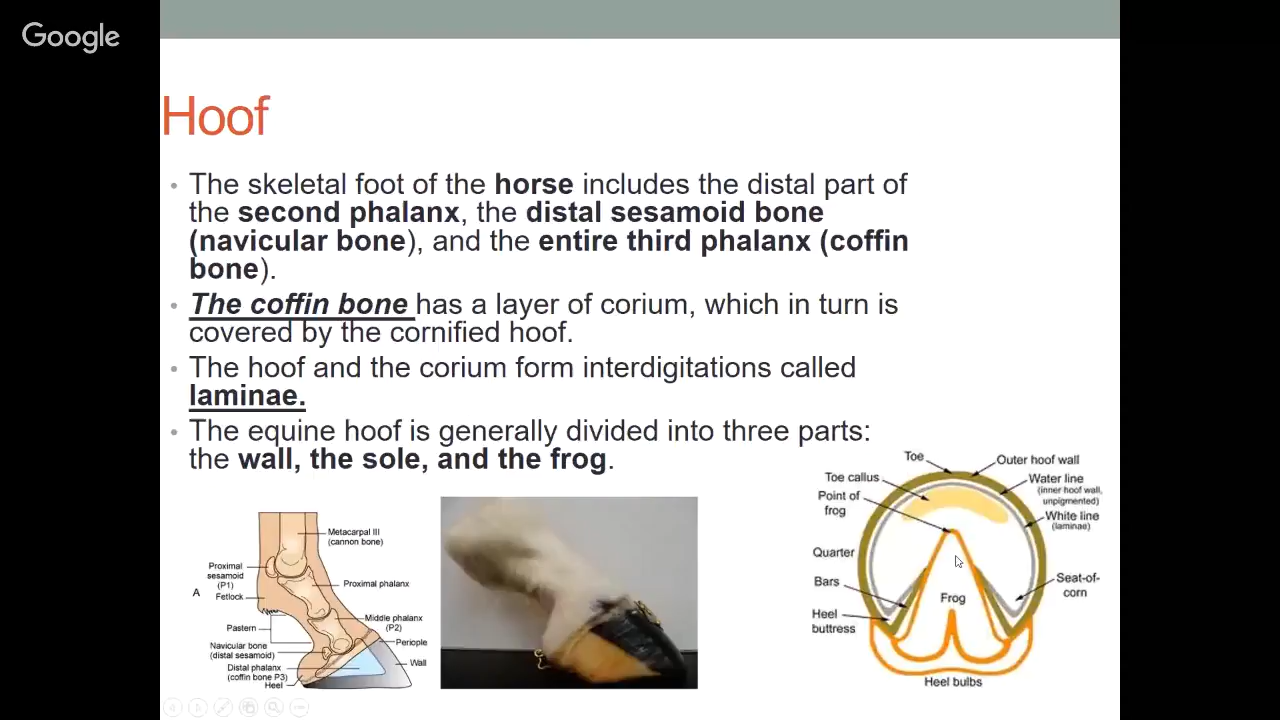 Google
Hoof
• The skeletal foot of the horse includes the distal part of
the second phalanx, the distal sesamoid bone
(navicular bone), and the entire third phalanx (coffin
bone).
• The coffin bone has a layer of corium, which in turn is
covered by the cornified hoof.
• The hoof and the corium form interdigitations called
laminae.
• The equine hoof is generally divided into three parts:
the wall, the sole, and the frog.
Metacarpal III
(cannon bone)
Proximal
sesamoid
(P1)
A
Fetlock
Proximal phalanx
Pastern
Middle phalanx
(P2)
Periople
Navicular bone
(distal sesamoid)
Wall
Distal phalanx
(coffin bone P3)
Heel
Toe
Outer hoof wall
Toe callus
Water line
(inner hoof wall,
unpigmented)
Point of
frog
White line
(laminae)
Quarter
Bars
Seat-of-
corn
Frog
Heel
buttress
Heel bulbs